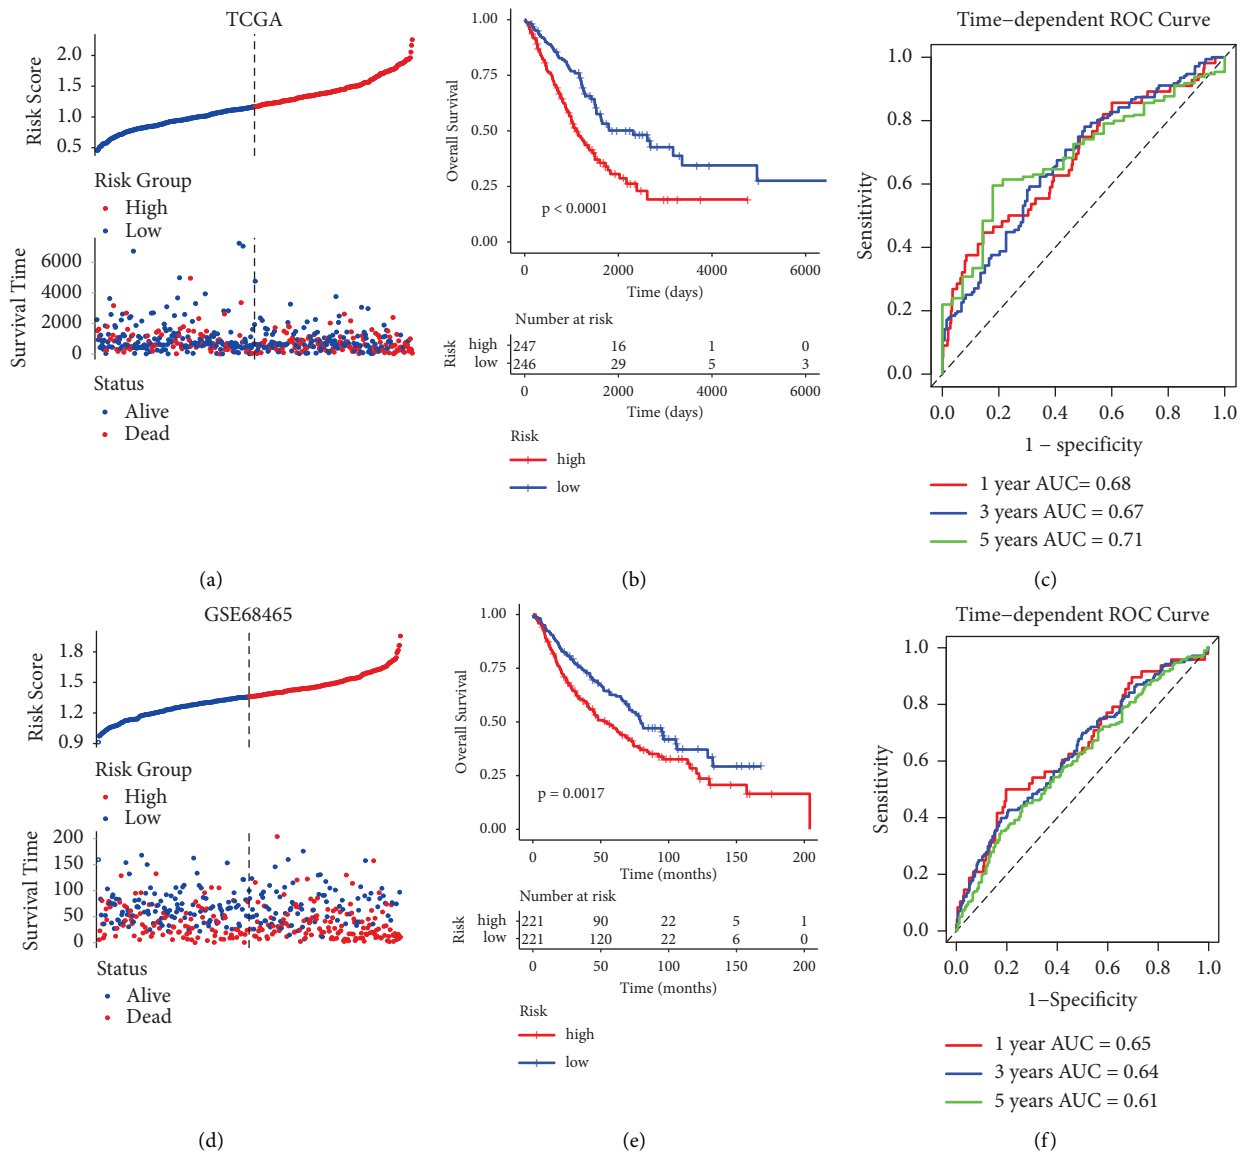 TCGA
Risk Score
2.0
1.5
1.0
0.5
Risk Group
High
Low
Survival Time
6000
4000
2000
0
Status
Alive
Dead
(a)
Overall Survival
1.00
0.75
0.50
0.25
0.00
p < 0.0001
0 2000 4000 6000
Time (days)
Number at risk
Risk
high 247 16 1 0
low 246 29 5 3
0 2000 4000 6000
Time (days)
Risk
high
low
(b)
Time−dependent ROC Curve
Sensitivity
1.0
0.8
0.6
0.4
0.2
0.0
0.0 0.2 0.4 0.6 0.8 1.0
1 − specificity
1 year AUC= 0.68
3 years AUC = 0.67
5 years AUC = 0.71
(c)
GSE68465
Risk Score
1.8
1.5
1.2
0.9
Risk Group
High
Low
Survival Time
200
150
100
50
0
Status
Alive
Dead
(d)
Overall Survival
1.00
0.75
0.50
0.25
0.00
p = 0.0017
0 50 100 150 200
Time (months)
Number at risk
Risk
high 221 90 22 5 1
low 221 120 22 6 0
0 50 100 150 200
Time (months)
Risk
high
low
(e)
Time−dependent ROC Curve
Sensitivity
1.0
0.8
0.6
0.4
0.2
0.0
0.0 0.2 0.4 0.6 0.8 1.0
1−Specificity
1 year AUC = 0.65
3 years AUC = 0.64
5 years AUC = 0.61
(f)